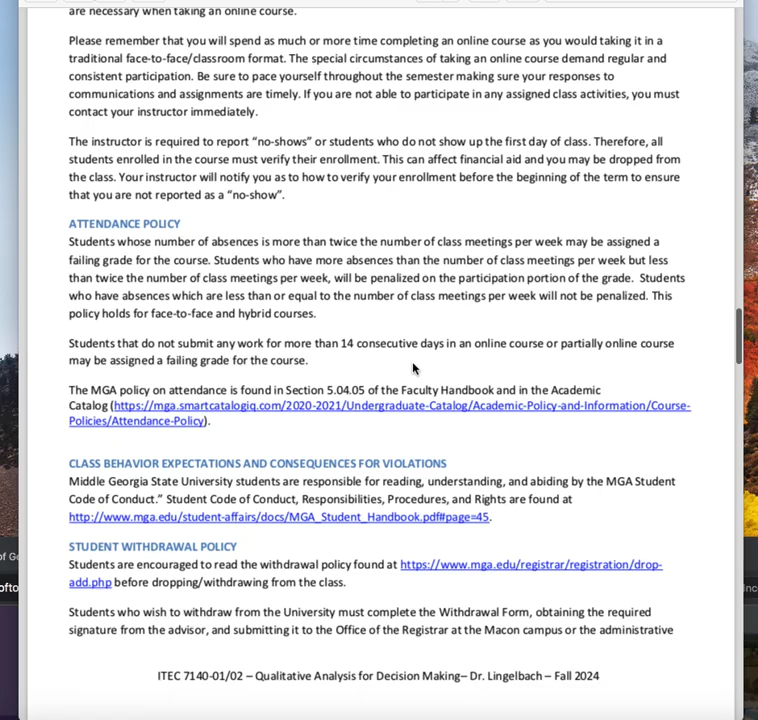 are necessary when taking an online course.
Please remember that you will spend as much or more time completing an online course as you would taking it in a
traditional face-to-face/classroom format. The special circumstances of taking an online course demand regular and
consistent participation. Be sure to pace yourself throughout the semester making sure your responses to
communications and assignments are timely. If you are not able to participate in any assigned class activities, you must
contact your instructor immediately.
The instructor is required to report “no-shows” or students who do not show up the first day of class. Therefore, all
students enrolled in the course must verify their enrollment. This can affect financial aid and you may be dropped from
the class. Your instructor will notify you as to how to verify your enrollment before the beginning of the term to ensure
that you are not reported as a “no-show”.
ATTENDANCE POLICY
Students whose number of absences is more than twice the number of class meetings per week may be assigned a
failing grade for the course. Students who have more absences than the number of class meetings per week but less
than twice the number of class meetings per week, will be penalized on the participation portion of the grade. Students
who have absences which are less than or equal to the number of class meetings per week will not be penalized. This
policy holds for face-to-face and hybrid courses.
Students that do not submit any work for more than 14 consecutive days in an online course or partially online course
may be assigned a failing grade for the course.
The MGA policy on attendance is found in Section 5.04.05 of the Faculty Handbook and in the Academic
Catalog (https://mga.smartcatalogiq.com/2020-2021/Undergraduate-Catalog/Academic-Policy-and-Information/Course-
Policies/Attendance-Policy).
CLASS BEHAVIOR EXPECTATIONS AND CONSEQUENCES FOR VIOLATIONS
Middle Georgia State University students are responsible for reading, understanding, and abiding by the MGA Student
Code of Conduct.” Student Code of Conduct, Responsibilities, Procedures, and Rights are found at
http://www.mga.edu/student-affairs/docs/MGA_Student_Handbook.pdf#page=45.
STUDENT WITHDRAWAL POLICY
Students are encouraged to read the withdrawal policy found at https://www.mga.edu/registrar/registration/drop-
add.php before dropping/withdrawing from the class.
Students who wish to withdraw from the University must complete the Withdrawal Form, obtaining the required
signature from the advisor, and submitting it to the Office of the Registrar at the Macon campus or the administrative
ITEC 7140-01/02 – Qualitative Analysis for Decision Making– Dr. Lingelbach – Fall 2024